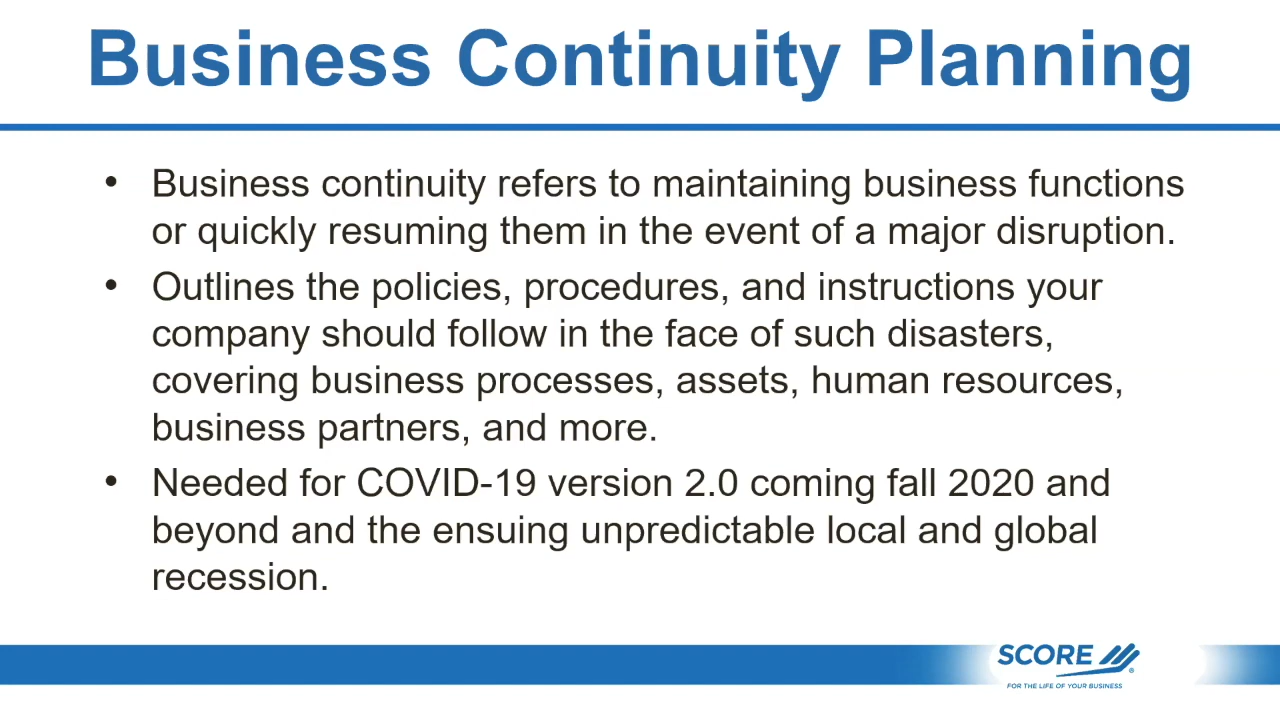 Business Continuity Planning
• Business continuity refers to maintaining business functions
or quickly resuming them in the event of a major disruption.
• Outlines the policies, procedures, and instructions your
company should follow in the face of such disasters,
covering business processes, assets, human resources,
business partners, and more.
• Needed for COVID-19 version 2.0 coming fall 2020 and
beyond and the ensuing unpredictable local and global
recession.
SCORE ®
FOR THE LIFE OF YOUR BUSINESS